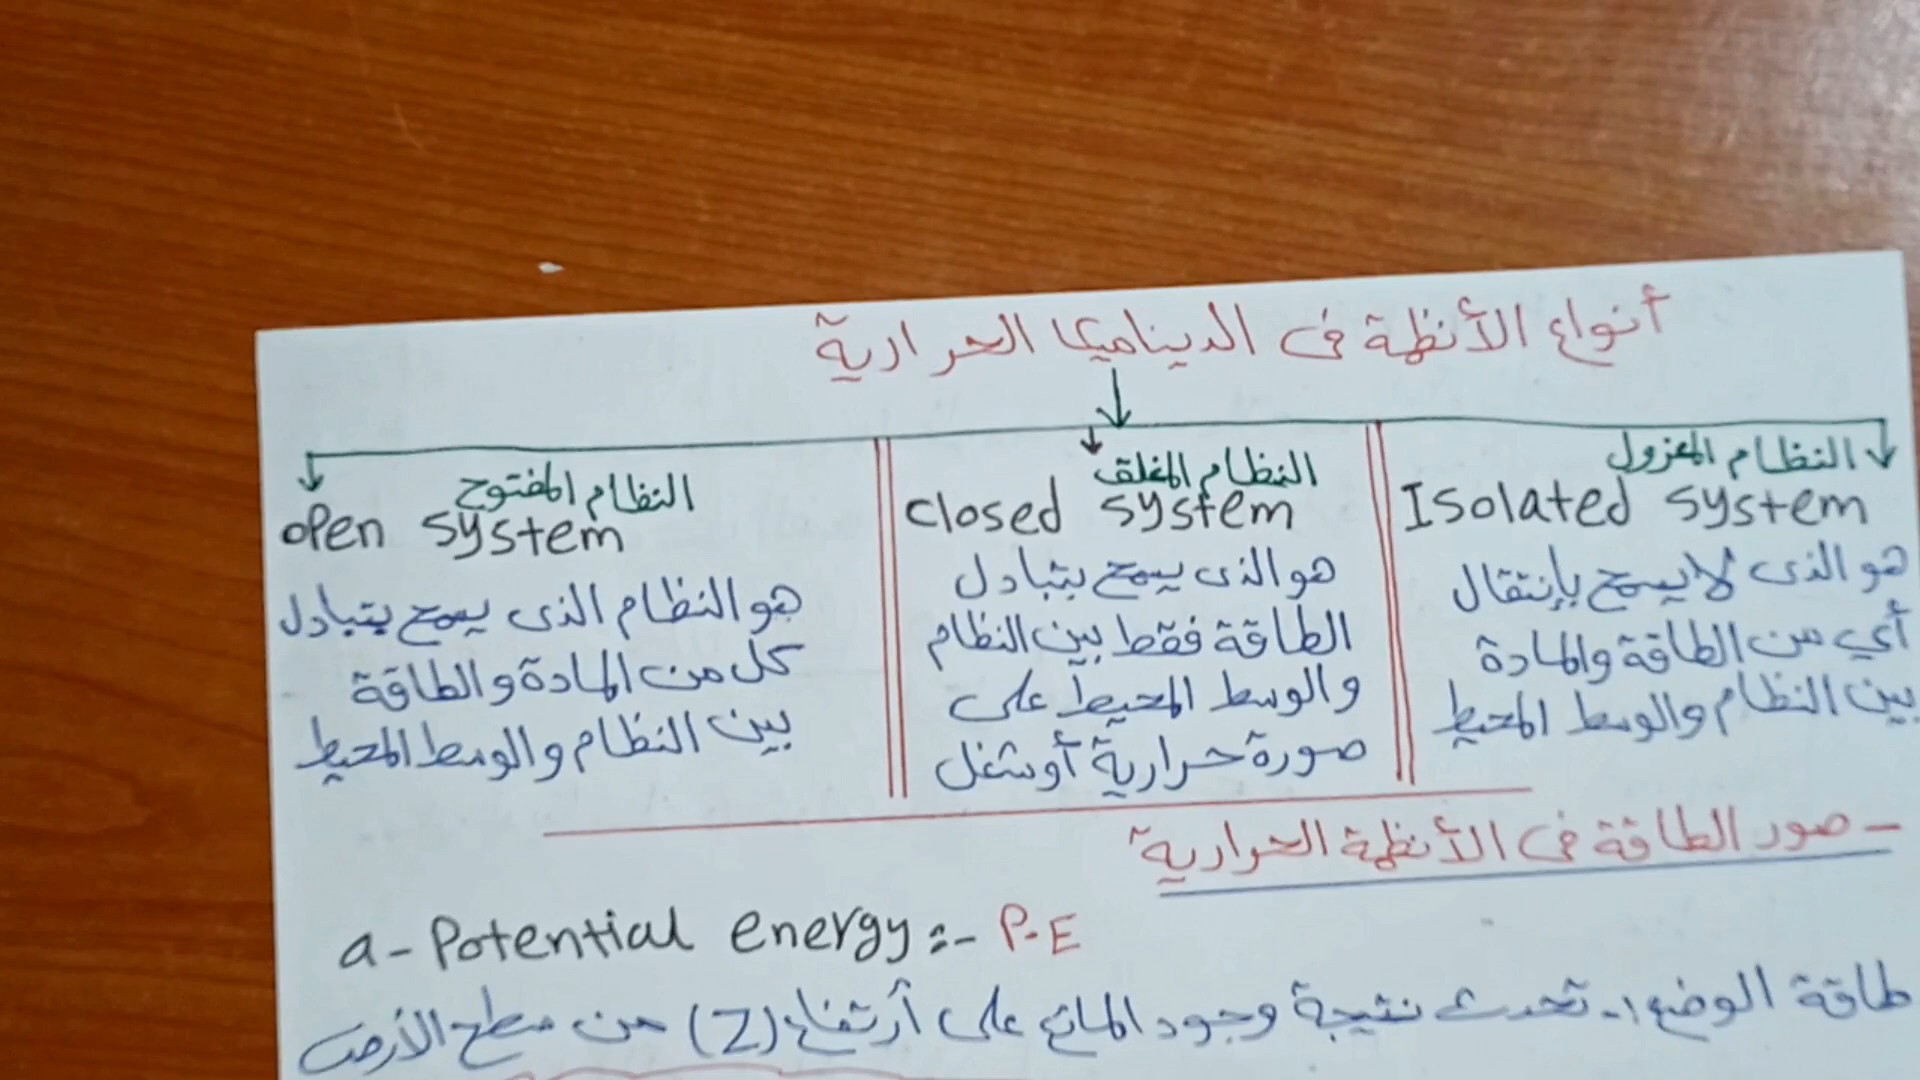 أنواع الأنظمة فى الديناميكا الحرارية
النظام المعزول
Isolated system
هو الذى لا يسمح بإنتقال
أي من الطاقة والمادة
بين النظام والوسط المحيط
النظام المغلق
closed system
هو الذى يسمح بتبادل
الطاقة فقط بين النظام
والوسط المحيط على
صورة حرارية أو شغل
النظام المفتوح
open system
هو النظام الذى يسمح بتبادل
كل من المادة والطاقة
بين النظام والوسط المحيط
- صور الطاقة فى الأنظمة الحرارية
a- Potential energy:- P.E
طاقة الوضع :- تحدث نتيجة وجود المائع على أرتفاع (Z) من سطح الأرض